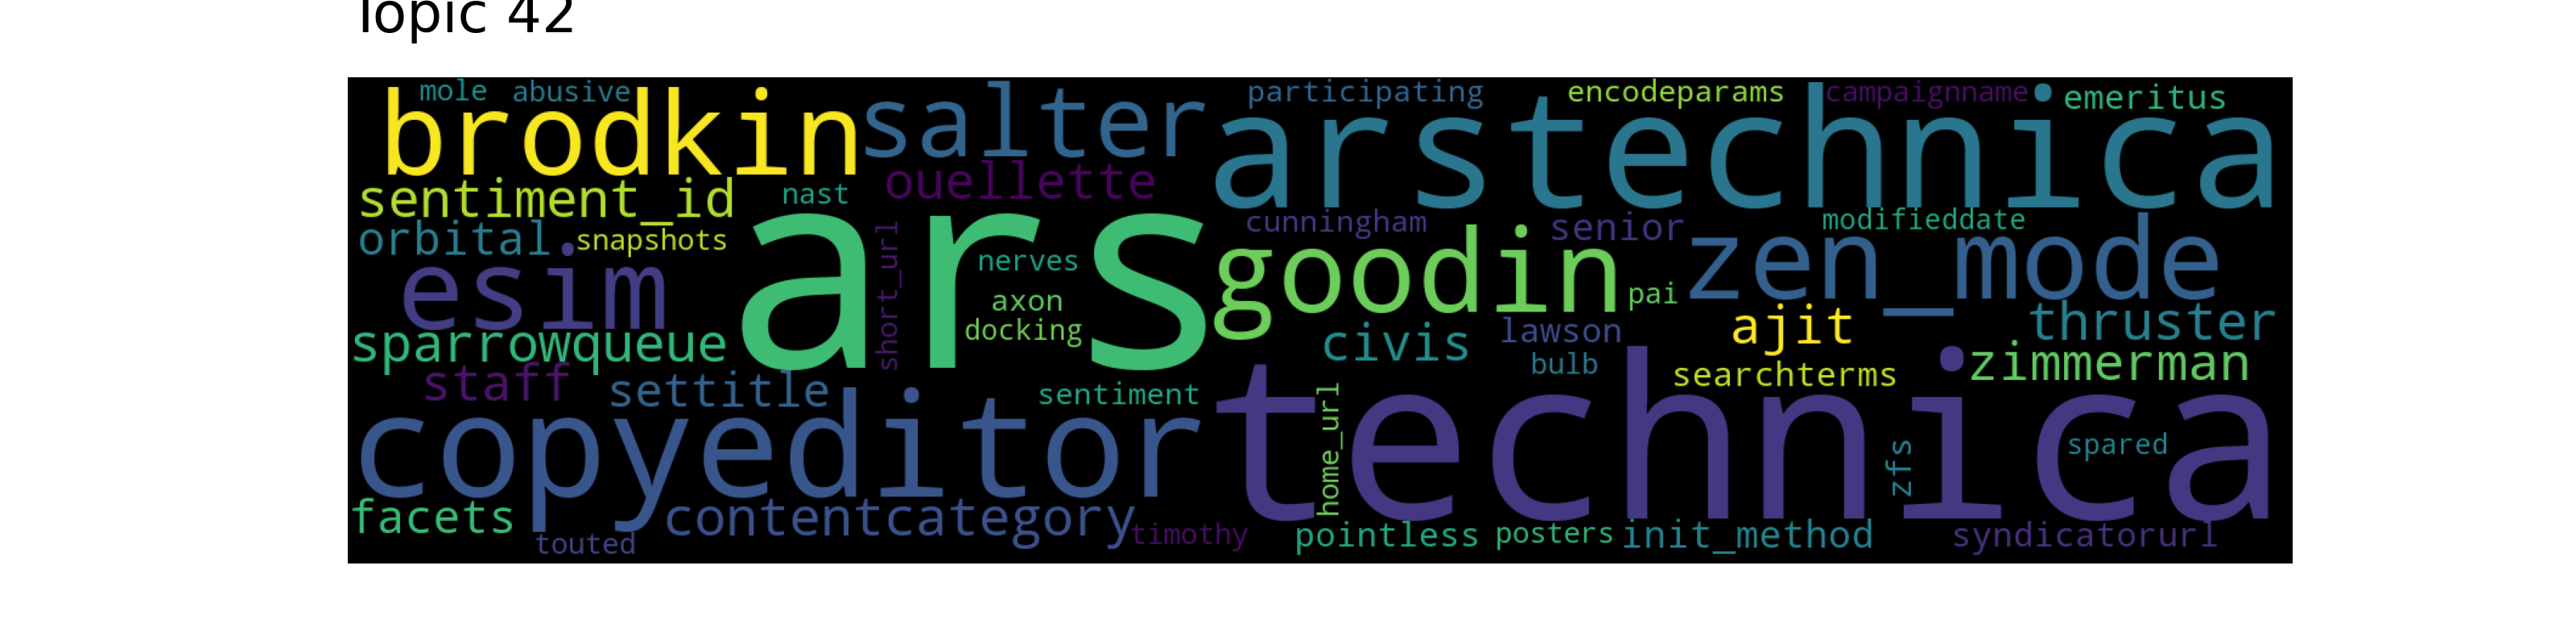 Topic 42
mole abusive participating encodeparams campaignname emeritus
brodkin salter arstechnica
sentiment_id nast ouellette
orbital snapshots short_url cunningham senior modifieddate
esim ars nerves goodin pai zen_mode
axon
sparrowqueue docking civis lawson ajit thruster
staff settitle sentiment bulb searchterms zimmerman
copyeditor home_url technica zfs spared
facets contentcategory timothy pointless posters init_method syndicatorurl
touted